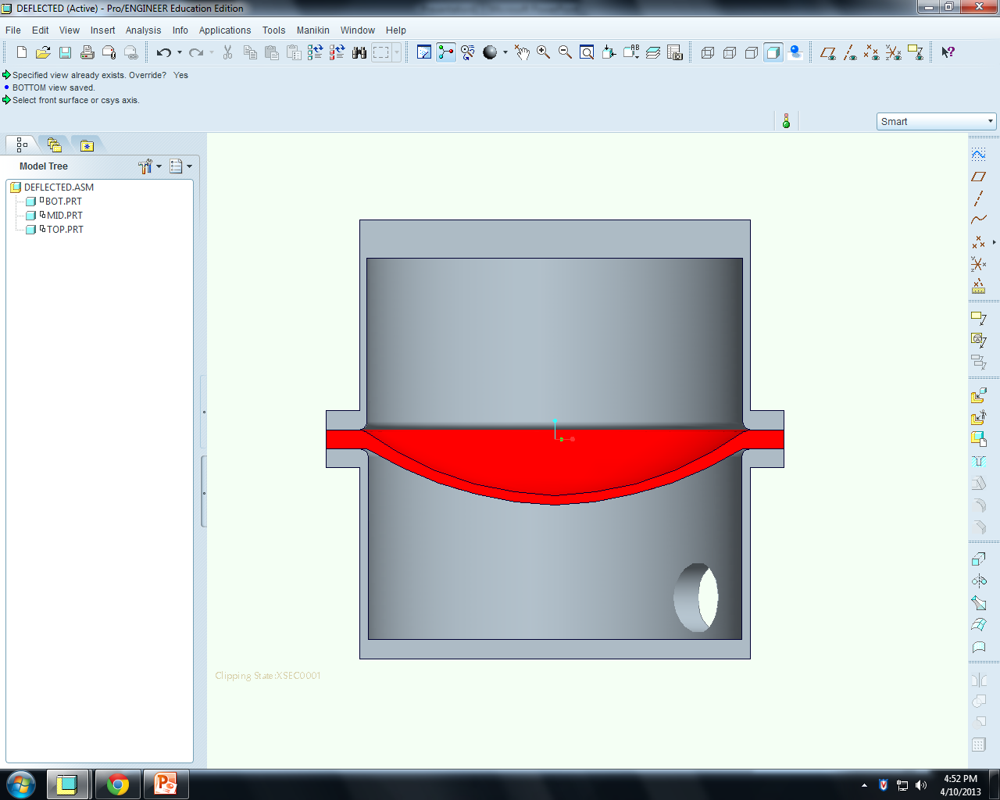 DEFLECTED (Active) - Pro/ENGINEER Education Edition
File Edit View Insert Analysis Info Applications Tools Manikin Window Help
Specified view already exists. Override? Yes
BOTTOM view saved.
Select front surface or csys axis.
Smart
Model Tree
DEFLECTED.ASM
BOT.PRT
MID.PRT
TOP.PRT
Clipping State:XSEC0001
4:52 PM
4/10/2013